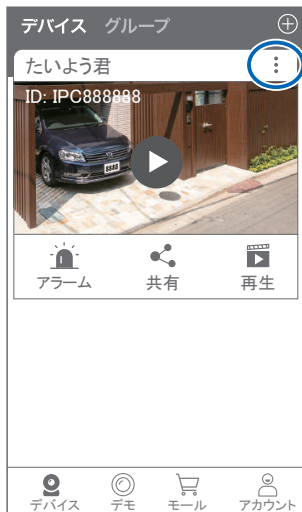 デバイス グループ
たいよう君
ID: IPC888888
8888
アラーム 共有 再生
デバイス デモ モール アカウント